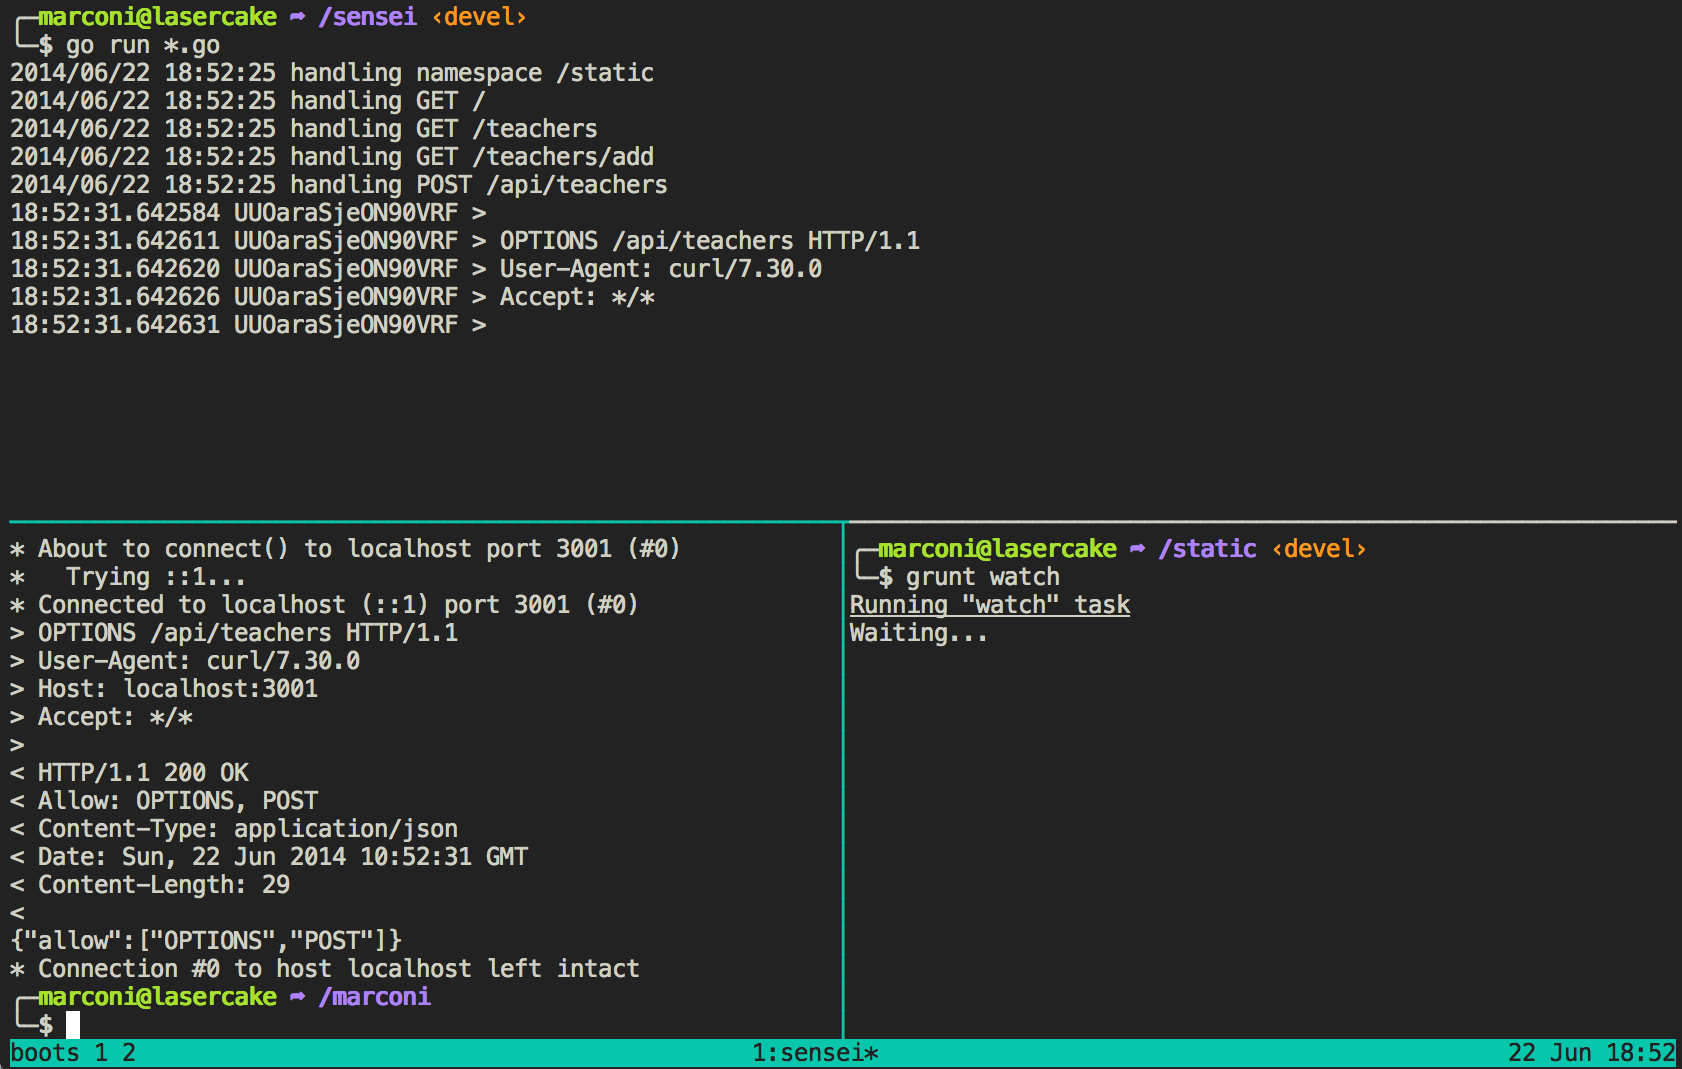 marconi@lasercake ➦ /sensei ‹devel›
$ go run *.go
2014/06/22 18:52:25 handling namespace /static
2014/06/22 18:52:25 handling GET /
2014/06/22 18:52:25 handling GET /teachers
2014/06/22 18:52:25 handling GET /teachers/add
2014/06/22 18:52:25 handling POST /api/teachers
18:52:31.642584 UUOaraSjeON90VRF >
18:52:31.642611 UUOaraSjeON90VRF > OPTIONS /api/teachers HTTP/1.1
18:52:31.642620 UUOaraSjeON90VRF > User-Agent: curl/7.30.0
18:52:31.642626 UUOaraSjeON90VRF > Accept: */*
18:52:31.642631 UUOaraSjeON90VRF >
* About to connect() to localhost port 3001 (#0)
*   Trying ::1...
* Connected to localhost (::1) port 3001 (#0)
> OPTIONS /api/teachers HTTP/1.1
> User-Agent: curl/7.30.0
> Host: localhost:3001
> Accept: */*
>
< HTTP/1.1 200 OK
< Allow: OPTIONS, POST
< Content-Type: application/json
< Date: Sun, 22 Jun 2014 10:52:31 GMT
< Content-Length: 29
<
{"allow":["OPTIONS","POST"]}
* Connection #0 to host localhost left intact
marconi@lasercake ➦ /marconi
$
marconi@lasercake ➦ /static ‹devel›
$ grunt watch
Running "watch" task
Waiting...
boots 1 2
1:sensei*
22 Jun 18:52